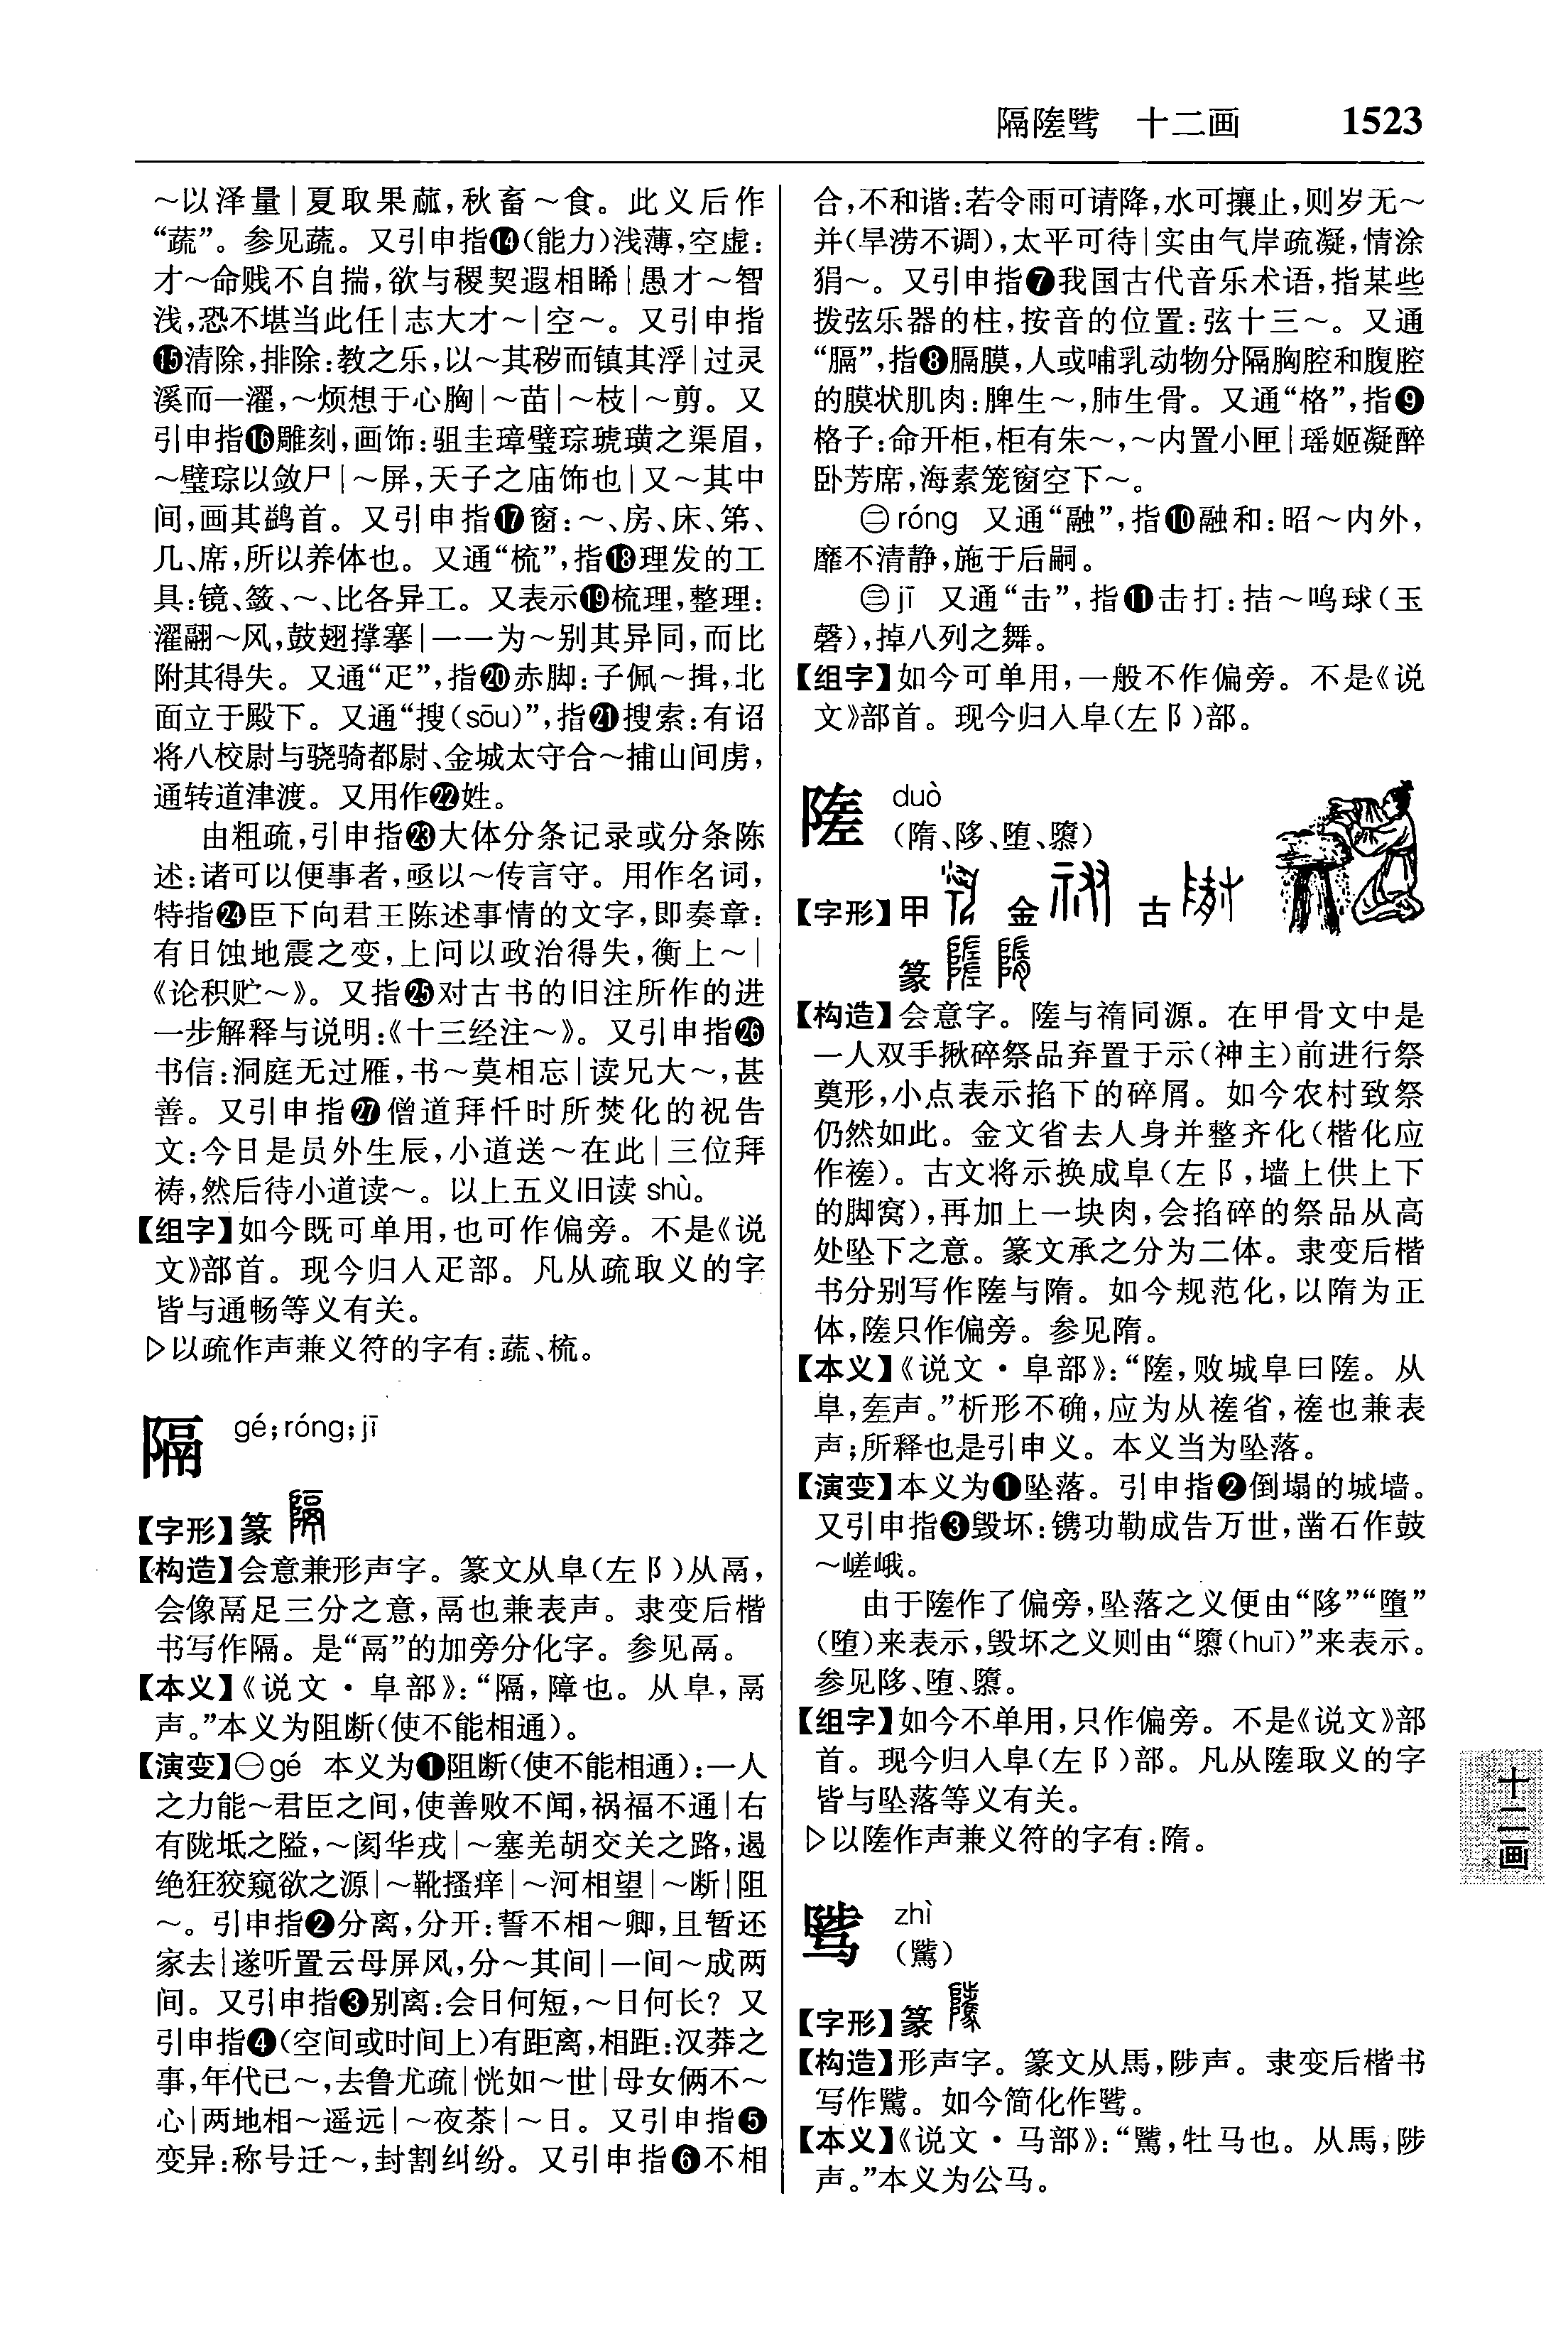 隔陸骘　十二画　1523
～以泽量|夏取果蓏,秋畜～食。此义后作
“蔬”。参见蔬。又引申指⓮(能力)浅薄,空虚:
才～命贱不自揣,欲与稷契遐相睎|愚才～智
浅,恐不堪当此任|志大才～|空～。又引申指
⓯清除,排除:教之乐,以～其秽而镇其浮|过灵
溪而一濯,～烦想于心胸|～苗|～枝|～剪。又
引申指⓰雕刻,画饰:驵圭璋璧琮琥璜之渠眉,
～璧琮以敛尸|～屏,天子之庙饰也|又～其中
间,画其鹢首。又引申指⓱窗:～、房、床、笫、
几、席,所以养体也。又通“梳”,指⓲理发的工
具:镜、敛、～、比各异工。又表示⓳梳理,整理:
濯翮～风,鼓翅撑搴|一一为～别其异同,而比
附其得失。又通“疋”,指⓴赤脚:子佩～揖,北
面立于殿下。又通“搜(sōu)”,指㉑搜索:有诏
将八校尉与骁骑都尉、金城太守合～捕山间虏,
通转道津渡。又用作㉒姓。
由粗疏,引申指㉓大体分条记录或分条陈
述:诸可以便事者,亟以～传言守。用作名词,
特指㉔臣下向君王陈述事情的文字,即奏章:
有日蚀地震之变,上问以政治得失,衡上～|
《论积贮～》。又指㉕对古书的旧注所作的进
一步解释与说明:《十三经注～》。又引申指㉖
书信:洞庭无过雁,书～莫相忘|读兄大～,甚
善。又引申指㉗僧道拜忏时所焚化的祝告
文:今日是员外生辰,小道送～在此|三位拜
祷,然后待小道读～。以上五义旧读 shù。
【组字】如今既可单用,也可作偏旁。不是《说
文》部首。现今归入疋部。凡从疏取义的字
皆与通畅等义有关。
▷以疏作声兼义符的字有:蔬、梳。
隔 gé;róng;jī
【字形】篆
【构造】会意兼形声字。篆文从阜(左阝)从鬲,
会像鬲足三分之意,鬲也兼表声。隶变后楷
书写作隔。是“鬲”的加旁分化字。参见鬲。
【本义】《说文·阜部》:“隔,障也。从阜,鬲
声。”本义为阻断(使不能相通)。
【演变】㊀gé 本义为❶阻断(使不能相通):一人
之力能～君臣之间,使善败不闻,祸福不通|右
有陇坻之隘,～阂华戎|～塞羌胡交关之路,遏
绝狂狡窥欲之源|～靴搔痒|～河相望|～断|阻
～。引申指❷分离,分开:誓不相～卿,且暂还
家去|遂听置云母屏风,分～其间|一间～成两
间。又引申指❸别离:会日何短,～日何长?又
引申指❹(空间或时间上)有距离,相距:汉莽之
事,年代已～,去鲁尤疏|恍如～世|母女俩不～
心|两地相～遥远|～夜茶|～日。又引申指❺
变异:称号迁～,封割纠纷。又引申指❻不相
合,不和谐:若令雨可请降,水可攘止,则岁无～
并(旱涝不调),太平可待|实由气岸疏凝,情涂
狷～。又引申指❼我国古代音乐术语,指某些
拨弦乐器的柱,按音的位置:弦十三～。又通
“膈”,指❽隔膜,人或哺乳动物分隔胸腔和腹腔
的膜状肌肉:脾生～,肺生骨。又通“格”,指❾
格子:命开柜,柜有朱～,～内置小匣|瑶姬凝醉
卧芳席,海素笼窗空下～。
㊁róng 又通“融”,指❿融和:昭～内外,
靡不清静,施于后嗣。
㊂jī 又通“击”,指⓫击打:拮～鸣球(玉
磬),掉八列之舞。
【组字】如今可单用,一般不作偏旁。不是《说
文》部首。现今归入阜(左阝)部。
陸 duò
(隋、陊、堕、隳)
【字形】甲 金 古
篆
【构造】会意字。陸与褅同源。在甲骨文中是
一人双手揪碎祭品弃置于示(神主)前进行祭
奠形,小点表示掐下的碎屑。如今农村致祭
仍然如此。金文省去人身并整齐化(楷化应
作)。古文将示换成阜(左阝,墙上供上下
的脚窝),再加上一块肉,会掐碎的祭品从高
处坠下之意。篆文承之分为二体。隶变后楷
书分别写作陸与隋。如今规范化,以隋为正
体,陸只作偏旁。参见隋。
【本义】《说文·阜部》:“陸,败城阜曰陸。从
阜,声。”析形不确,应为从省,也兼表
声;所释也是引申义。本义当为坠落。
【演变】本义为❶坠落。引申指❷倒塌的城墙。
又引申指❸毁坏:镌功勒成告万世,凿石作鼓
～嵯峨。
由于陸作了偏旁,坠落之义便由“陊”“墮”
(堕)来表示,毁坏之义则由“隳(huī)”来表示。
参见陊、堕、隳。
【组字】如今不单用,只作偏旁。不是《说文》部
首。现今归入阜(左阝)部。凡从陸取义的字
皆与坠落等义有关。
▷以陸作声兼义符的字有:隋。
骘 zhì
(騭)
【字形】篆
【构造】形声字。篆文从馬,陟声。隶变后楷书
写作騭。如今简化作骘。
【本义】《说文·马部》:“騭,牡马也。从馬,陟
声。”本义为公马。
十二画